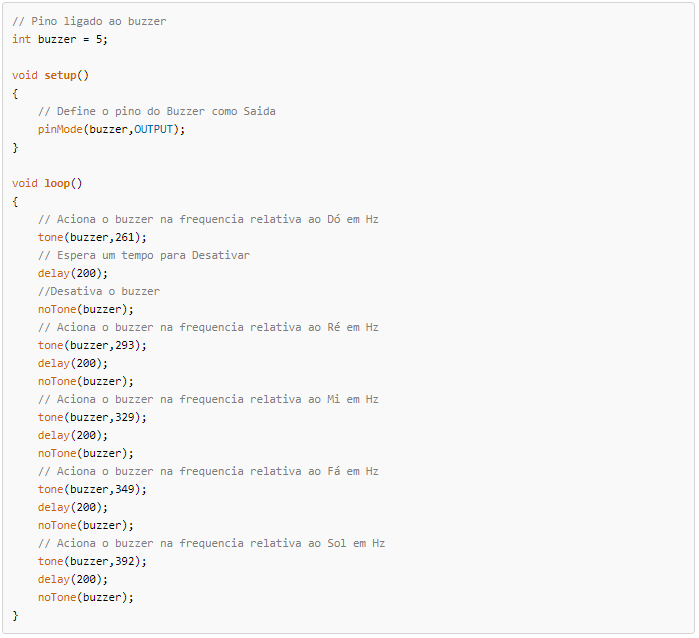 // Pino ligado ao buzzer
int buzzer = 5;

void setup()
{
    // Define o pino do Buzzer como Saida
    pinMode(buzzer,OUTPUT);
}

void loop()
{
    // Aciona o buzzer na frequencia relativa ao Dó em Hz
    tone(buzzer,261);
    // Espera um tempo para Desativar
    delay(200);
    //Desativa o buzzer
    noTone(buzzer);
    // Aciona o buzzer na frequencia relativa ao Ré em Hz
    tone(buzzer,293);
    delay(200);
    noTone(buzzer);
    // Aciona o buzzer na frequencia relativa ao Mi em Hz
    tone(buzzer,329);
    delay(200);
    noTone(buzzer);
    // Aciona o buzzer na frequencia relativa ao Fá em Hz
    tone(buzzer,349);
    delay(200);
    noTone(buzzer);
    // Aciona o buzzer na frequencia relativa ao Sol em Hz
    tone(buzzer,392);
    delay(200);
    noTone(buzzer);
}